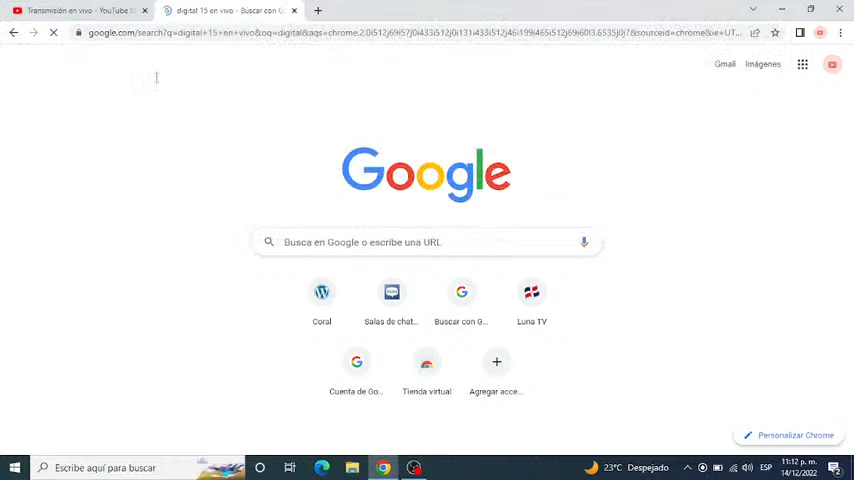 Transmisión en vivo - YouTube St
digital 15 en vivo - Buscar con G
google.com/search?q=digital+15+en+vivo&oq=digital&aqs=chrome.2.0i512j69i57j0i433i512j0i131i433i512j46i199i465i512j69i60l3.6535j0j7&sourceid=chrome&ie=UT...
Gmail
Imágenes
Google
Busca en Google o escribe una URL
Coral
Salas de chat...
Buscar con G...
Luna TV
Cuenta de Go...
Tienda virtual
Agregar acce...
Personalizar Chrome
Escribe aquí para buscar
23°C Despejado
ESP
11:12 p. m.
14/12/2022
2